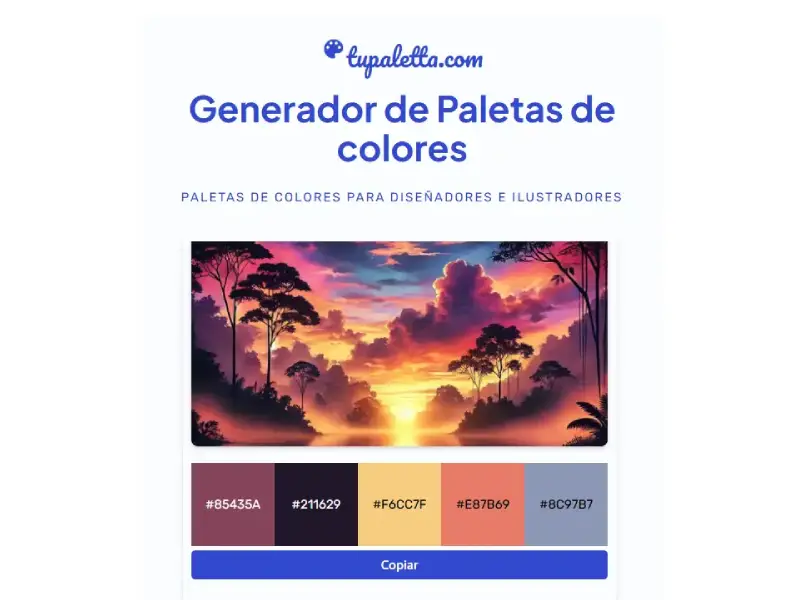 tupaletta.com
Generador de Paletas de
colores
PALETAS DE COLORES PARA DISEÑADORES E ILUSTRADORES
#85435A #211629 #F6CC7F #E87B69 #8C97B7
Copiar